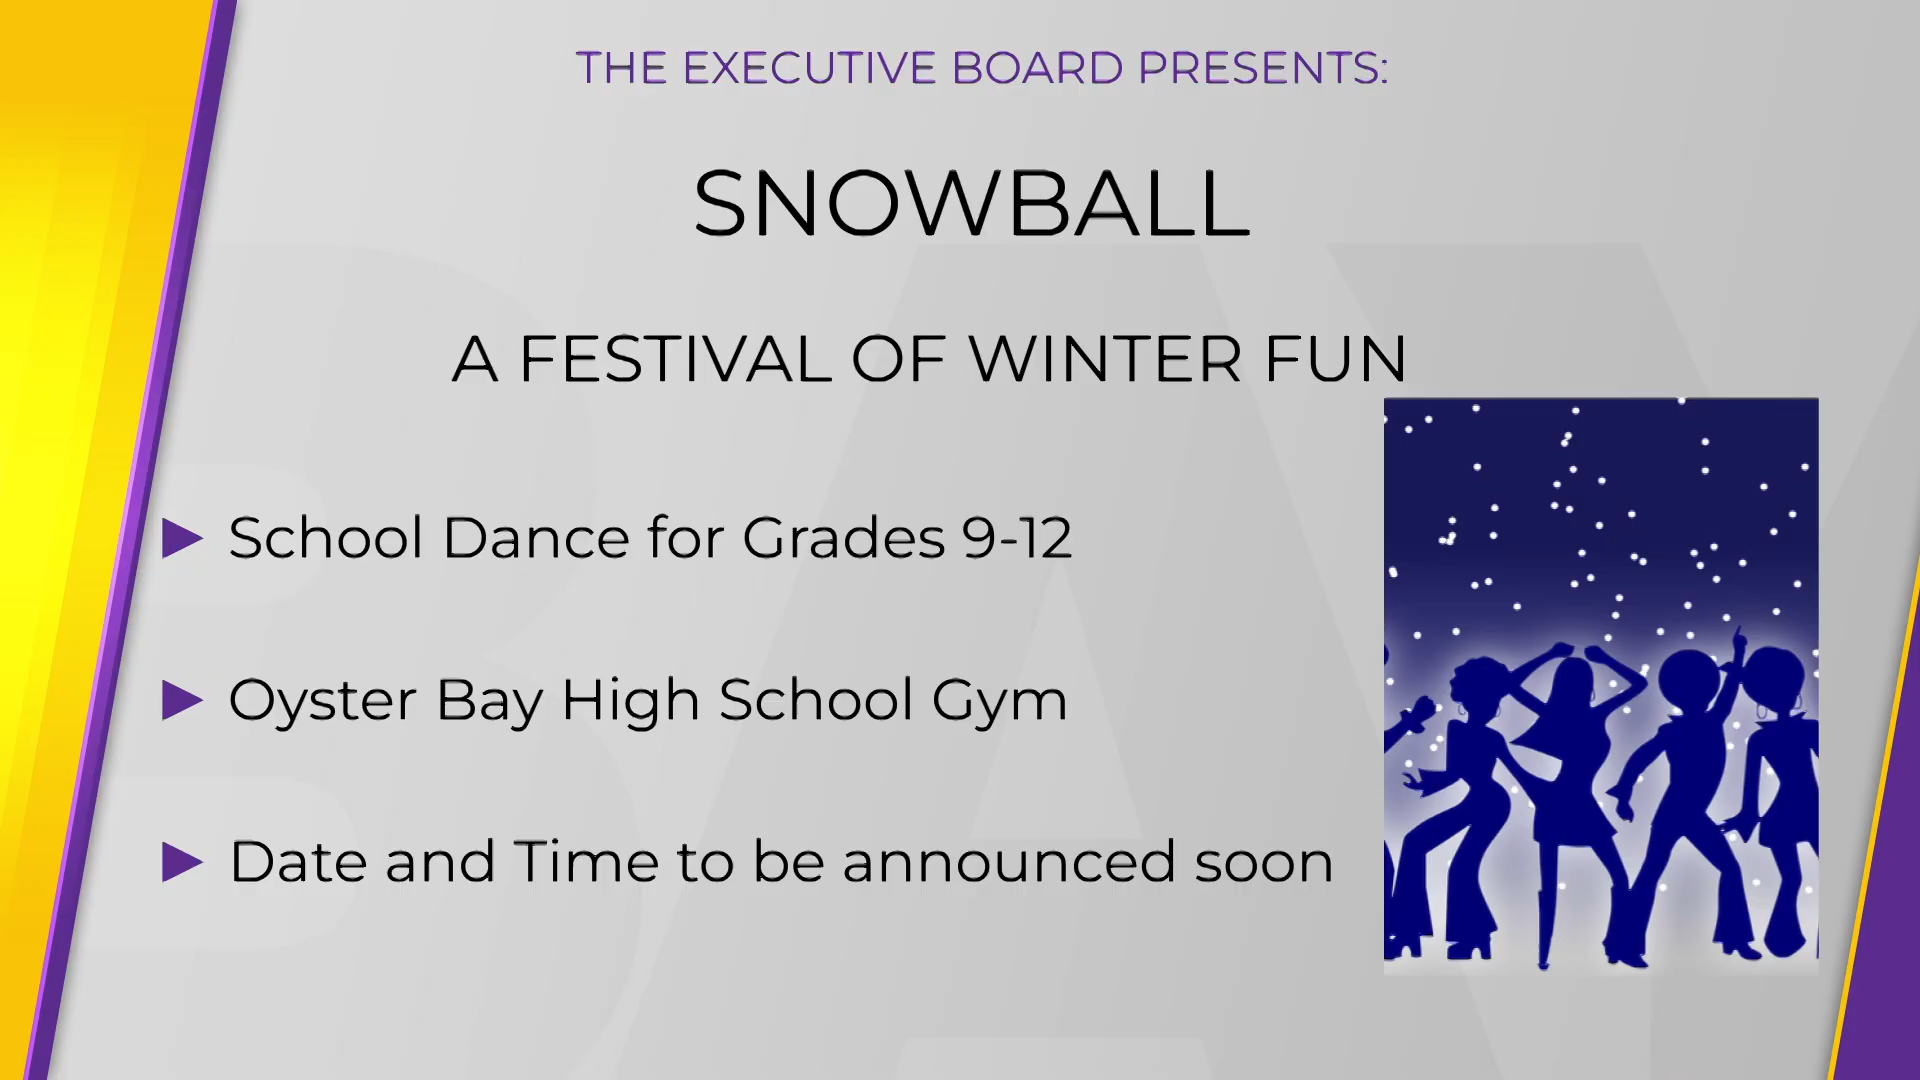 THE EXECUTIVE BOARD PRESENTS:
SNOWBALL
A FESTIVAL OF WINTER FUN
School Dance for Grades 9-12
Oyster Bay High School Gym
Date and Time to be announced soon